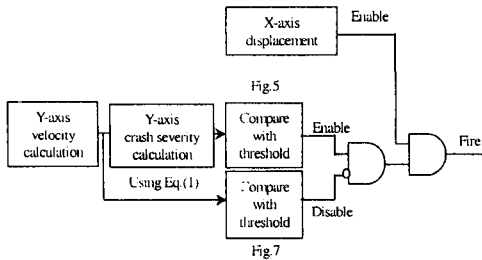 X-axis
displacement
Enable
Fig.5
Y-axis
velocity
calculation
Y-axis
crash severity
calculation
Compare
with
threshold
Enable
Fire
Using Eq.(1)
Compare
with
threshold
Disable
Fig.7